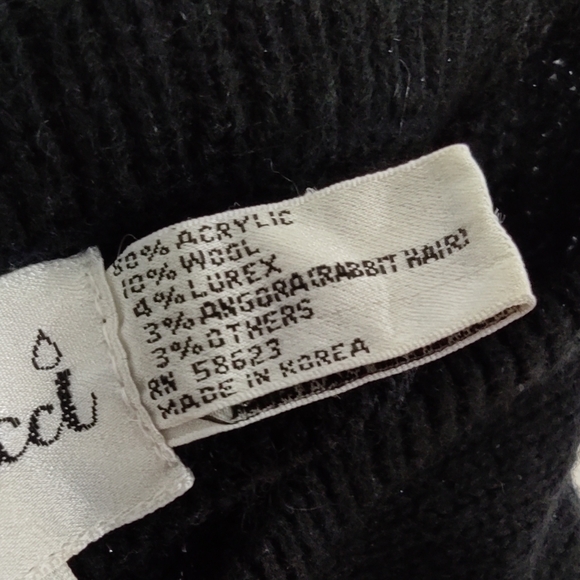 80% ACRYLIC
10% WOOL
4% LUREX
3% ANGORA(RABBIT HAIR)
3% OTHERS
RN 58623
MADE IN KOREA